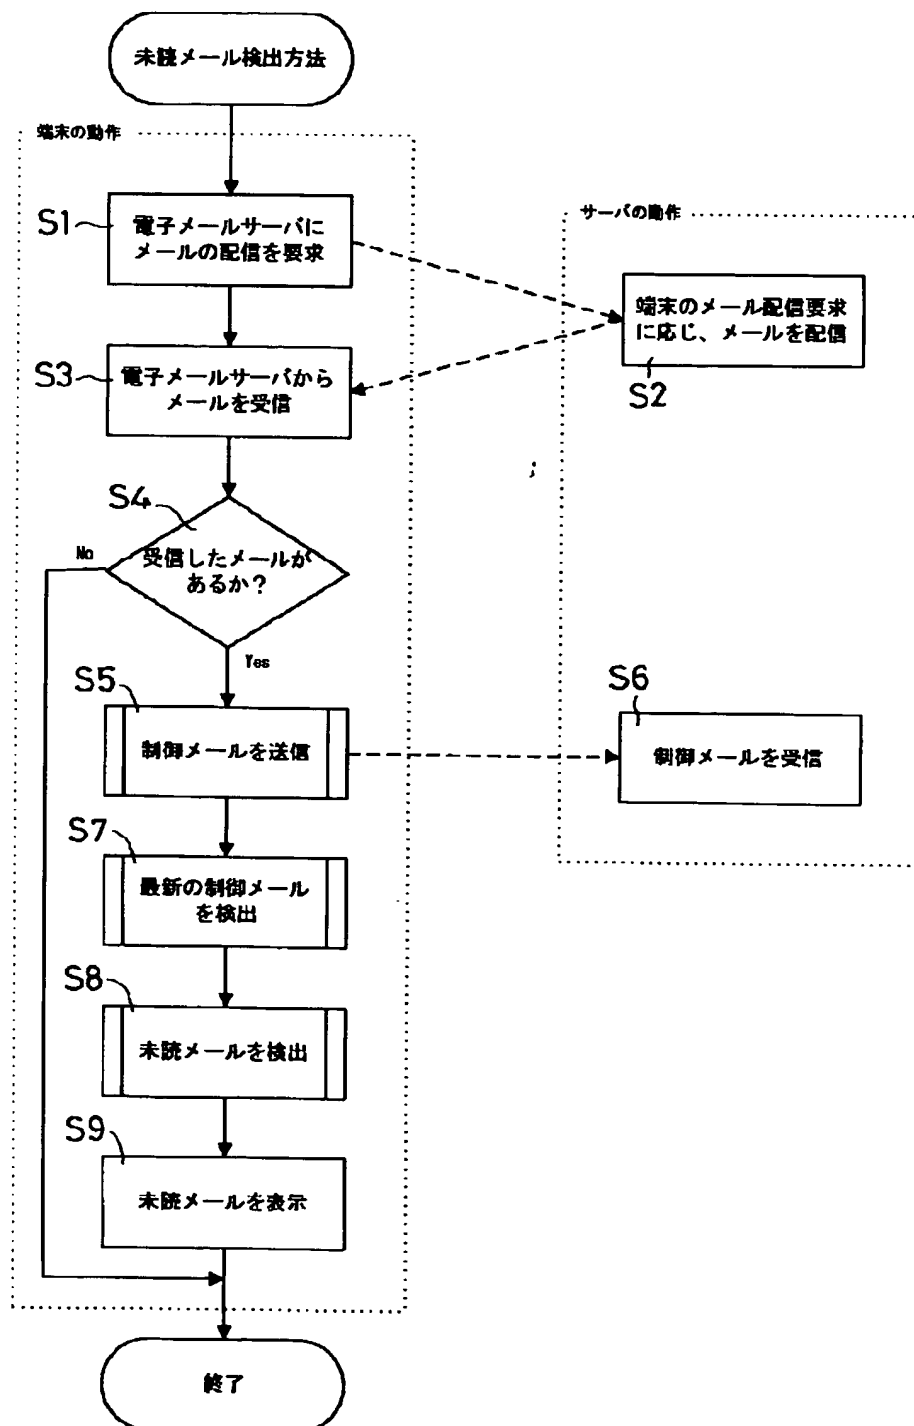 未読メール検出方法
端末の動作
S1
電子メールサーバに
メールの配信を要求
サーバの動作
端末のメール配信要求
に応じ、メールを配信
S2
S3
電子メールサーバから
メールを受信
S4
受信したメールが
あるか？
No
Yes
S5
制御メールを送信
S6
制御メールを受信
S7
最新の制御メール
を検出
S8
未読メールを検出
S9
未読メールを表示
終了